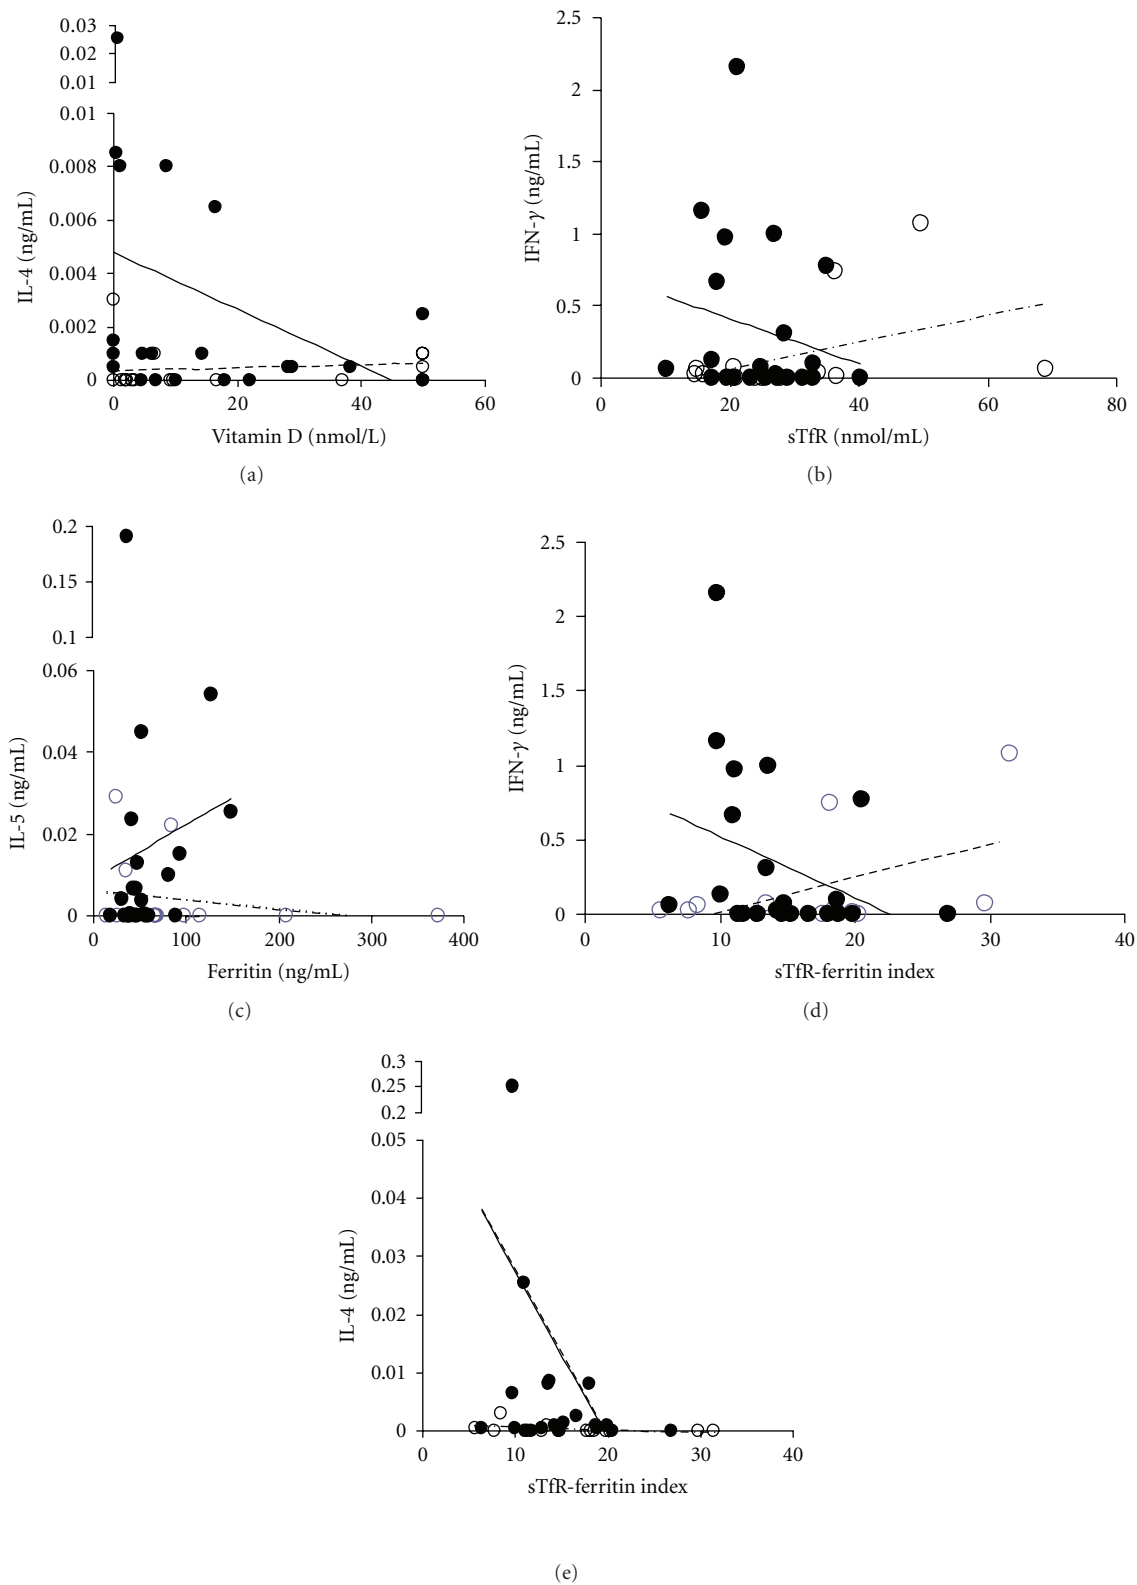 0.03
0.02
0.01
0.01
0.008
0.006
0.004
0.002
0
IL-4 (ng/mL)
0 20 40 60
Vitamin D (nmol/L)
(a)
2.5
2
1.5
1
0.5
0
IFN-γ (ng/mL)
0 20 40 60 80
sTfR (nmol/mL)
(b)
0.2
0.15
0.1
0.06
0.04
0.02
0
IL-5 (ng/mL)
0 100 200 300 400
Ferritin (ng/mL)
(c)
2.5
2
1.5
1
0.5
0
IFN-γ (ng/mL)
0 10 20 30 40
sTfR-ferritin index
(d)
0.3
0.25
0.2
0.05
0.04
0.03
0.02
0.01
0
IL-4 (ng/mL)
0 10 20 30 40
sTfR-ferritin index
(e)